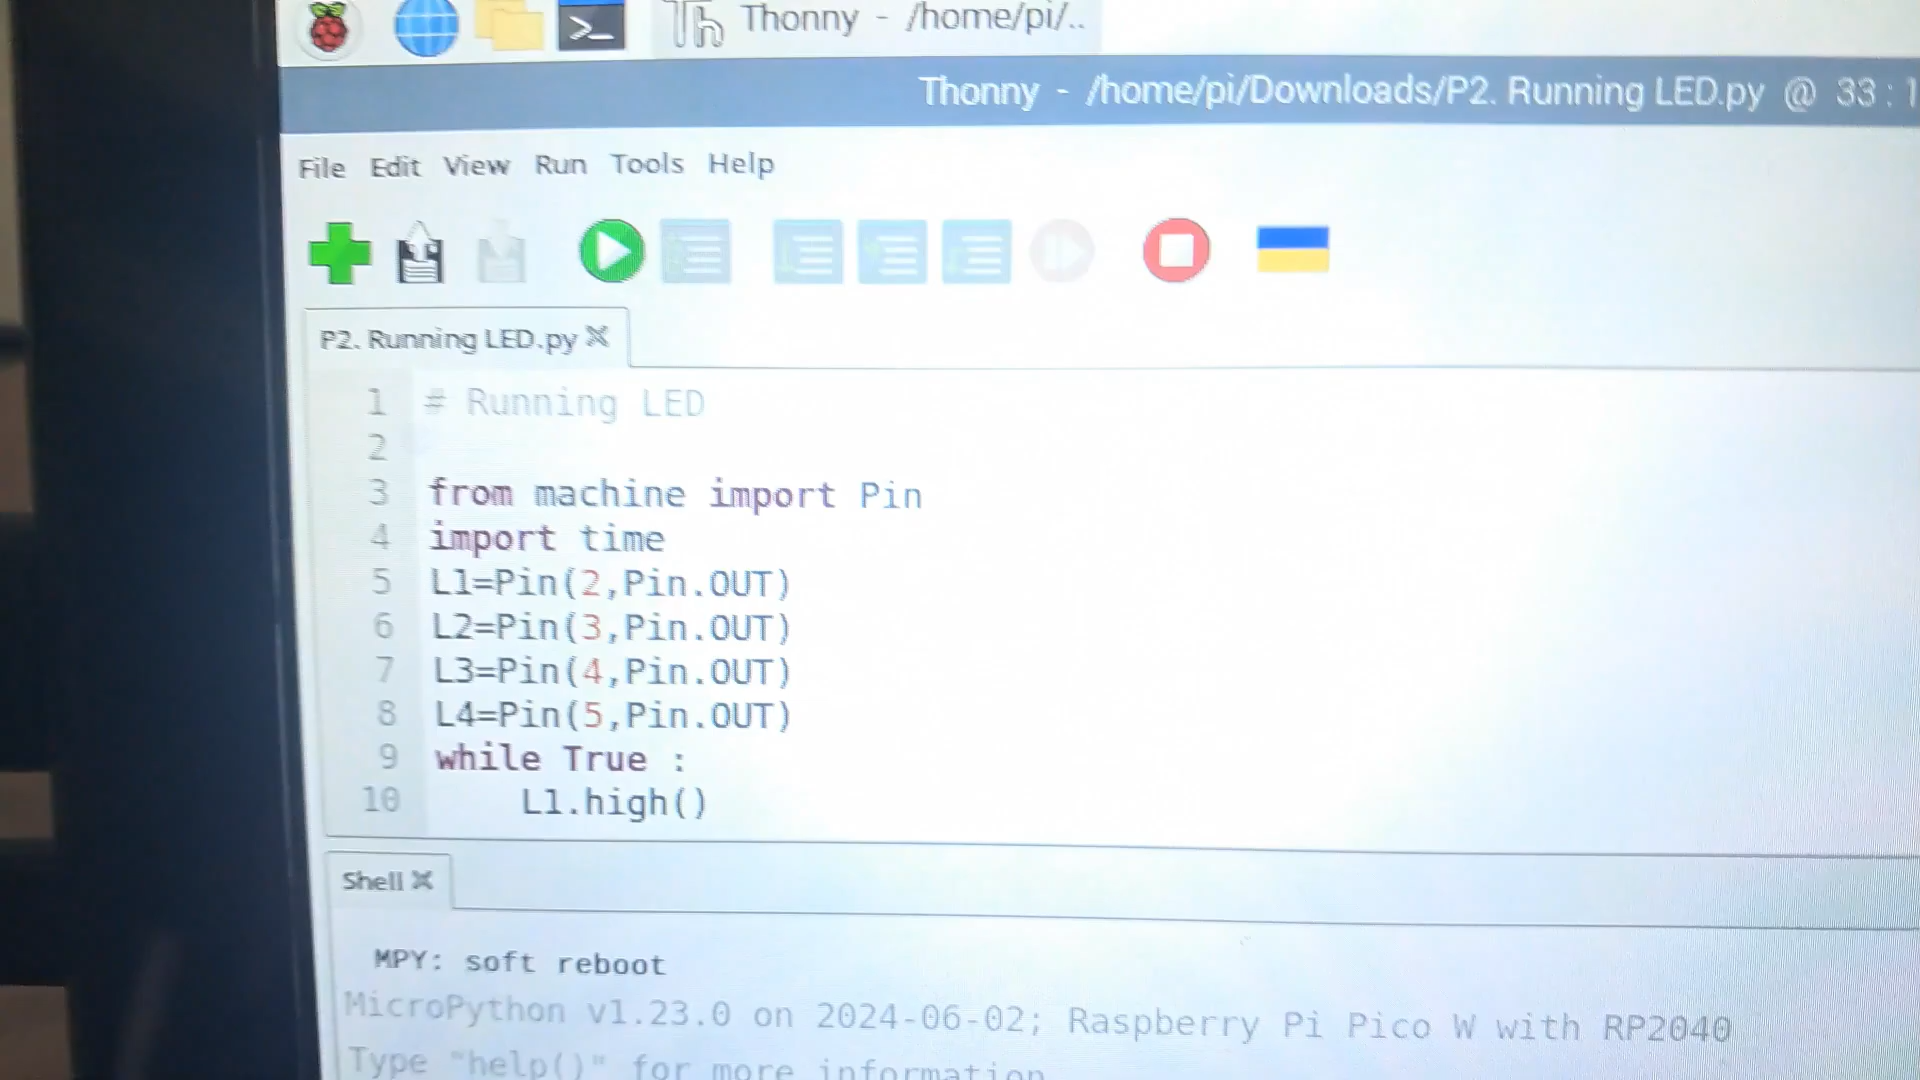 Thonny - /home/pi/..
Thonny - /home/pi/Downloads/P2. Running LED.py @ 33 : 1
File Edit View Run Tools Help
P2. Running LED.py
1 # Running LED
2
3 from machine import Pin
4 import time
5 L1=Pin(2,Pin.OUT)
6 L2=Pin(3,Pin.OUT)
7 L3=Pin(4,Pin.OUT)
8 L4=Pin(5,Pin.OUT)
9 while True :
10 L1.high()
Shell
MPY: soft reboot
MicroPython v1.23.0 on 2024-06-02; Raspberry Pi Pico W with RP2040
Type "help()" for more information